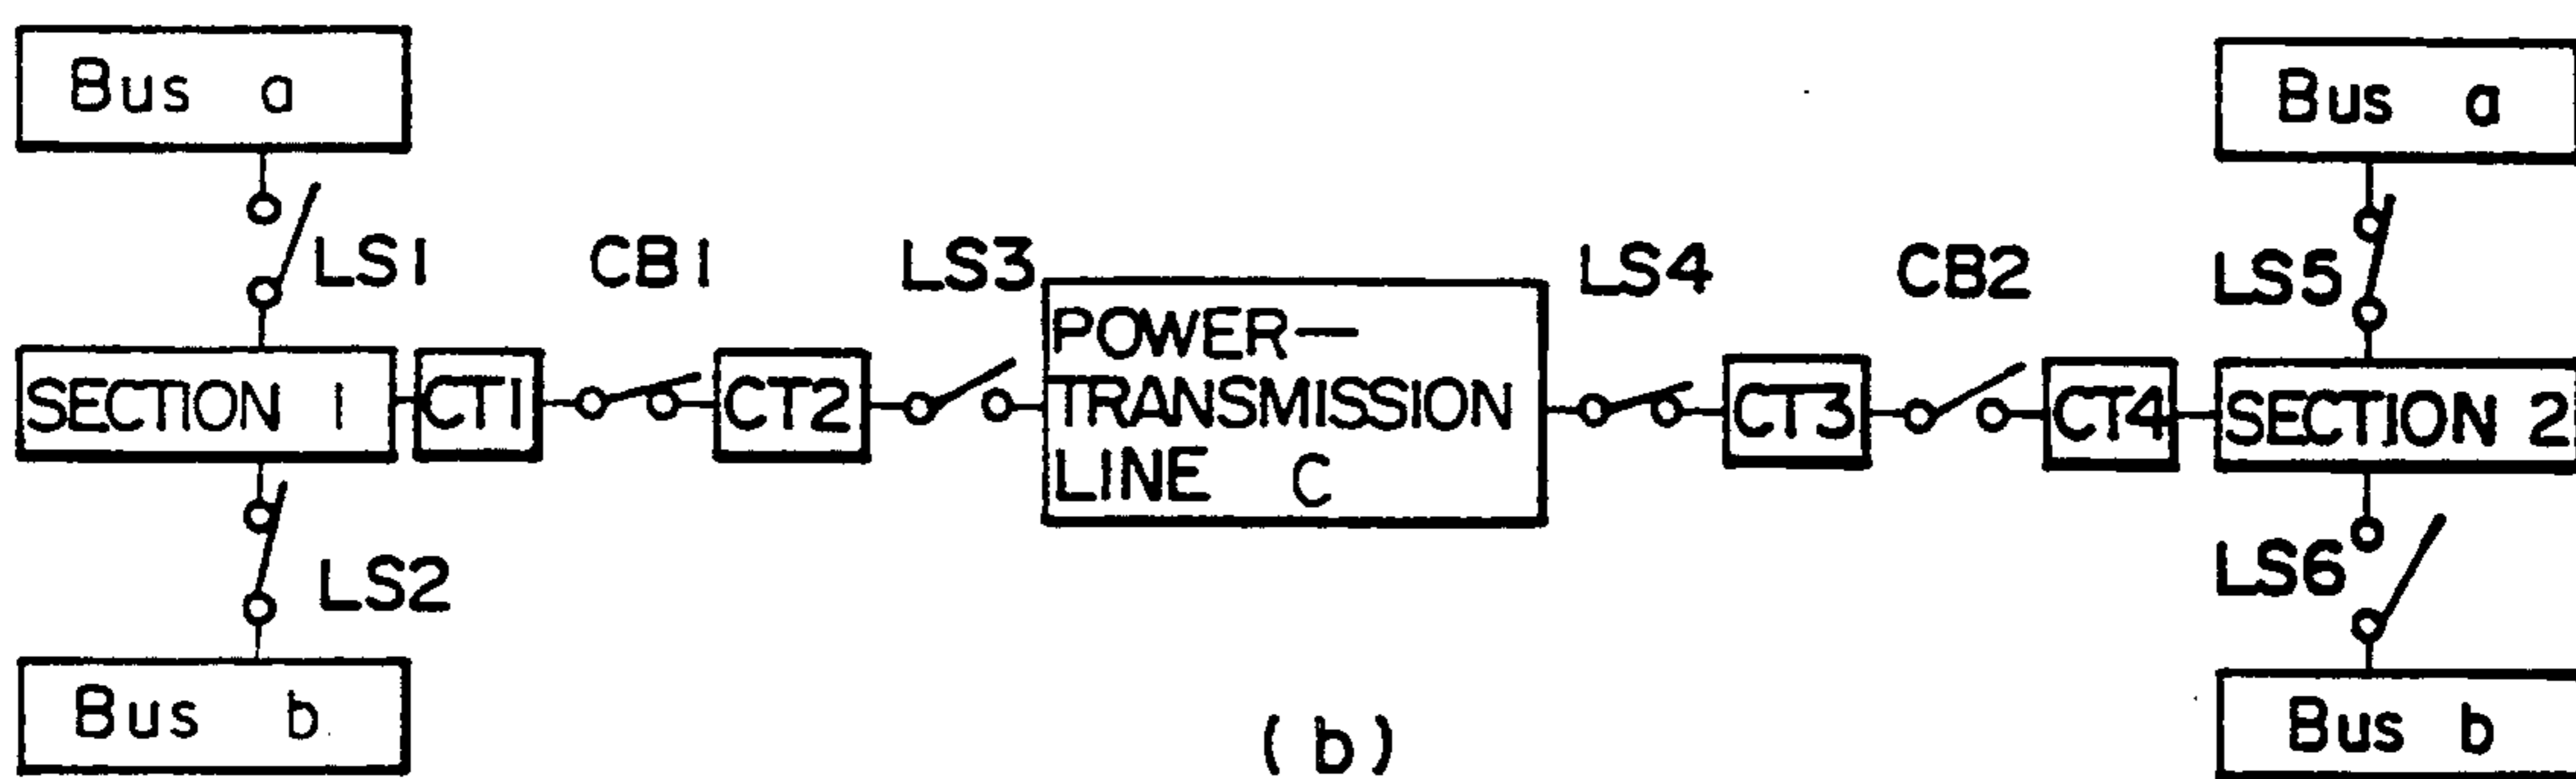 Bus a
Bus a
LS1
CB1
LS3
LS4
CB2
LS5
SECTION 1
CT1
CT2
POWER—
TRANSMISSION
LINE C
CT3
CT4
SECTION 2
LS2
LS6
Bus b
(b)
Bus b